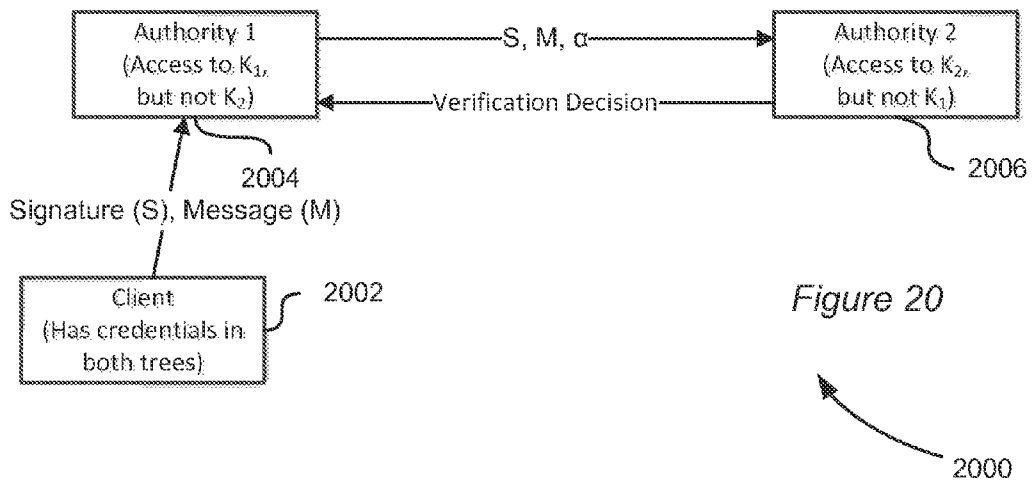 Authority 1
(Access to K1,
but not K2)
S, M, α
Verification Decision
Authority 2
(Access to K2,
but not K1)
2004
2006
Signature (S), Message (M)
Client
(Has credentials in
both trees)
2002
Figure 20
2000